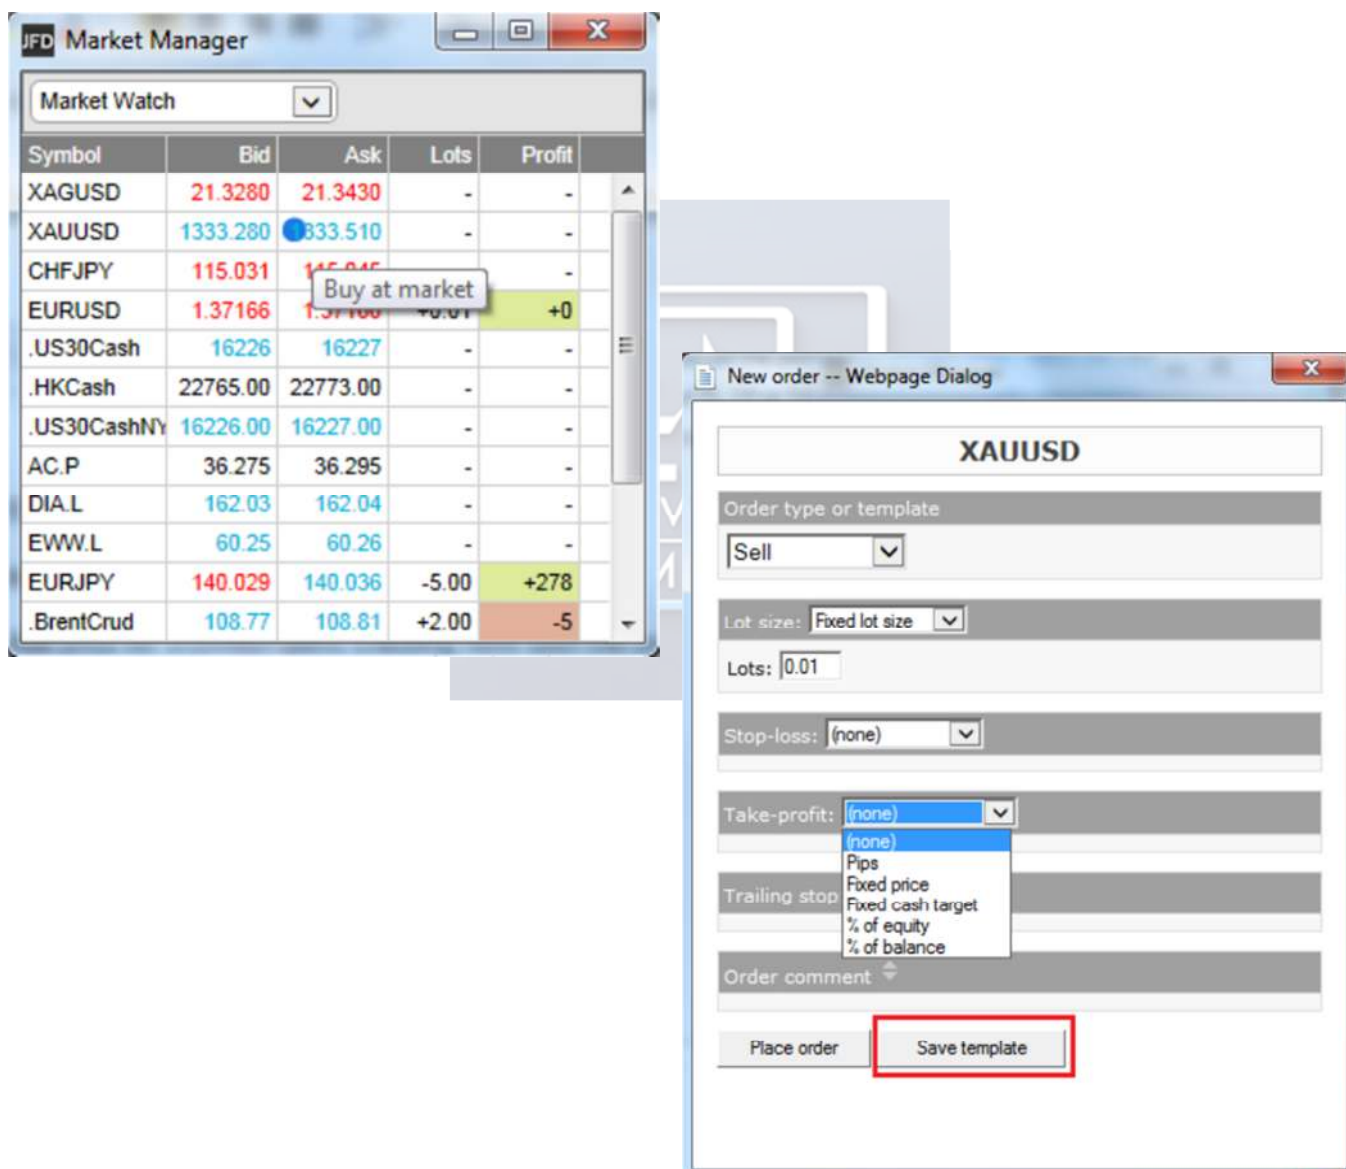 JFD Market Manager
Market Watch
Symbol Bid Ask Lots Profit
XAGUSD 21.3280 21.3430 - -
XAUUSD 1333.280 1333.510 - -
CHFJPY 115.031 - -
Buy at market
EURUSD 1.37166 +0.01 +0
.US30Cash 16226 16227 - -
.HKCash 22765.00 22773.00 - -
.US30CashNY 16226.00 16227.00 - -
AC.P 36.275 36.295 - -
DIA.L 162.03 162.04 - -
EWW.L 60.25 60.26 - -
EURJPY 140.029 140.036 -5.00 +278
.BrentCrud 108.77 108.81 +2.00 -5
New order -- Webpage Dialog
XAUUSD
Order type or template
Sell
Lot size: Fixed lot size
Lots: 0.01
Stop-loss: (none)
Take-profit: (none)
(none)
Pips
Fixed price
Fixed cash target
% of equity
% of balance
Trailing stop
Order comment
Place order Save template